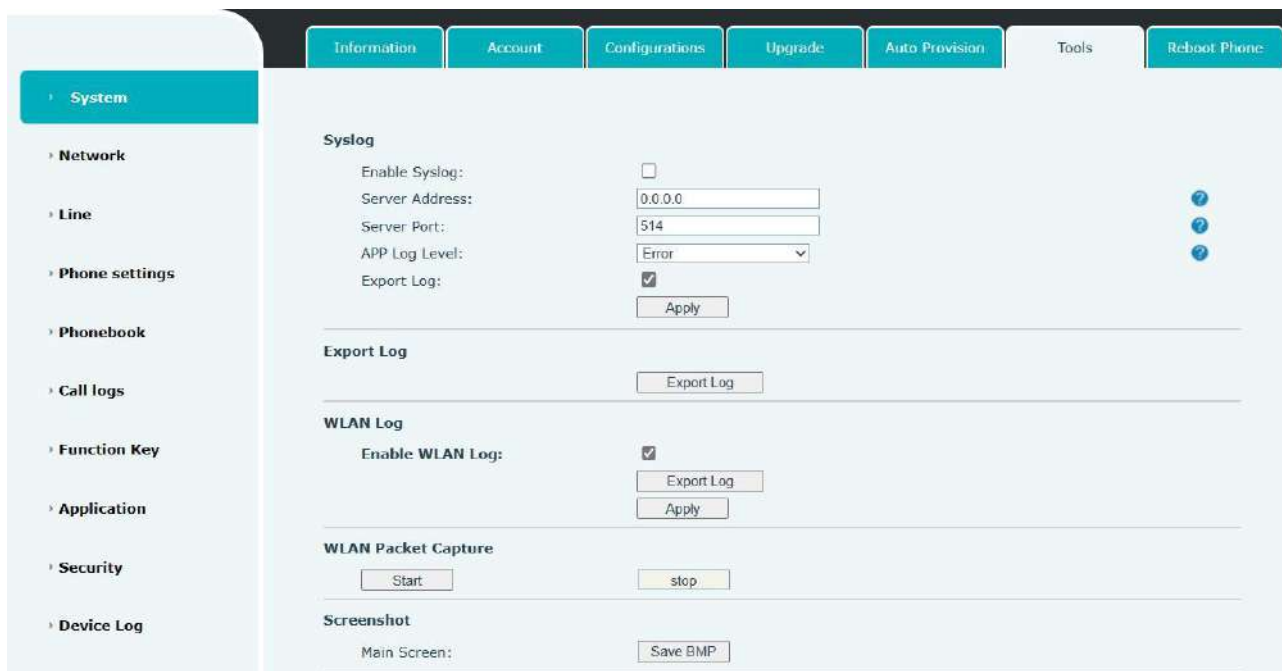 Information Account Configurations Upgrade Auto Provision Tools Reboot Phone
System
Network
Line
Phone settings
Phonebook
Call logs
Function Key
Application
Security
Device Log
Syslog
Enable Syslog:
Server Address: 0.0.0.0
Server Port: 514
APP Log Level: Error
Export Log:
Apply
Export Log
Export Log
WLAN Log
Enable WLAN Log:
Export Log
Apply
WLAN Packet Capture
Start stop
Screenshot
Main Screen: Save BMP